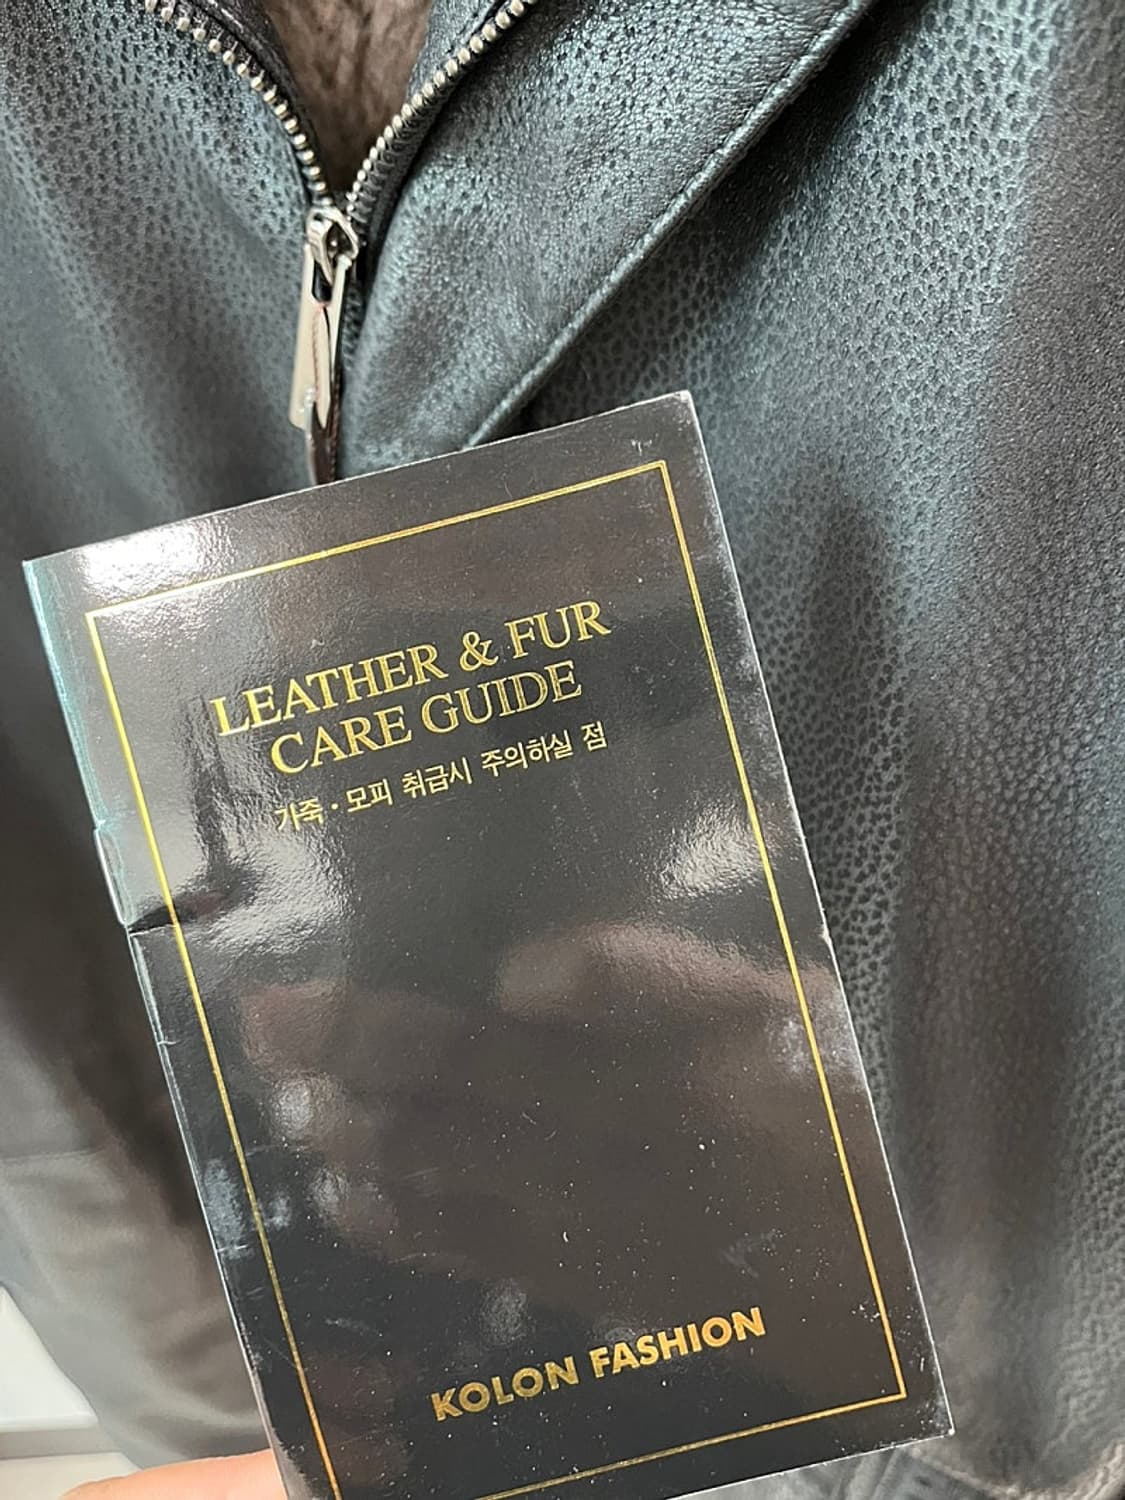 LEATHER & FUR
CARE GUIDE
가죽・모피 취급시 주의하실 점
KOLON FASHION